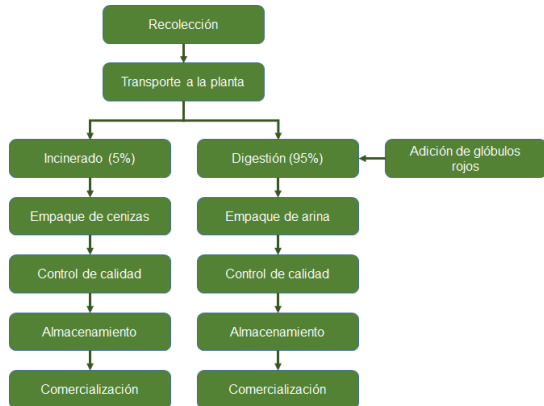 Recolección
Transporte a la planta
Incinerado (5%)
Digestión (95%)
Adición de glóbulos
rojos
Empaque de cenizas
Empaque de arina
Control de calidad
Control de calidad
Almacenamiento
Almacenamiento
Comercialización
Comercialización